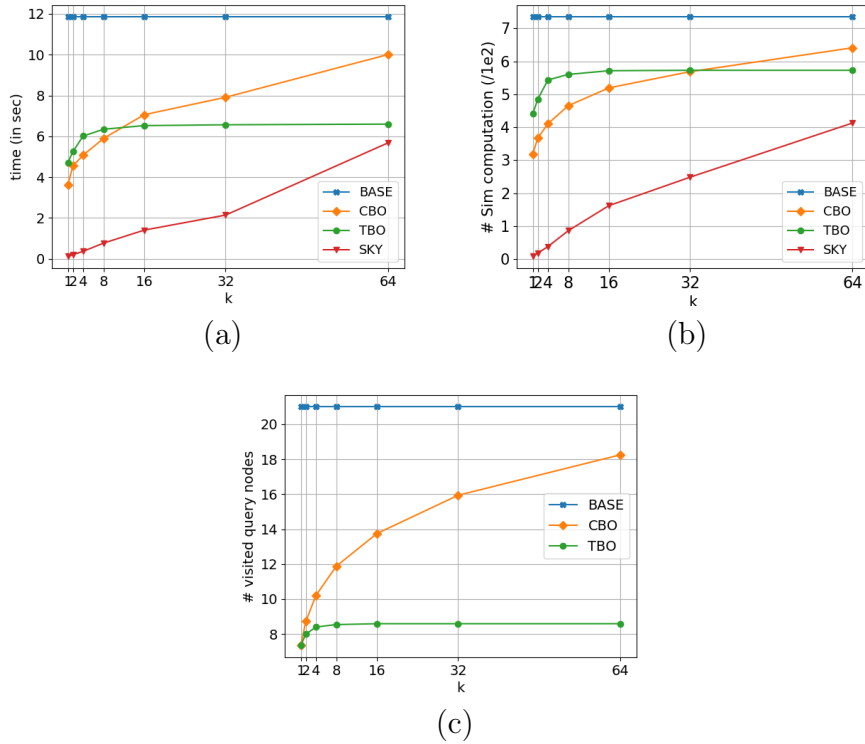 12
10
8
6
4
2
0
time (in sec)
1 2 4 8 16 32 64
k
BASE
CBO
TBO
SKY
(a)
7
6
5
4
3
2
1
0
# Sim computation (/1e2)
1 2 4 8 16 32 64
k
BASE
CBO
TBO
SKY
(b)
20
18
16
14
12
10
8
# visited query nodes
1 2 4 8 16 32 64
k
BASE
CBO
TBO
(c)